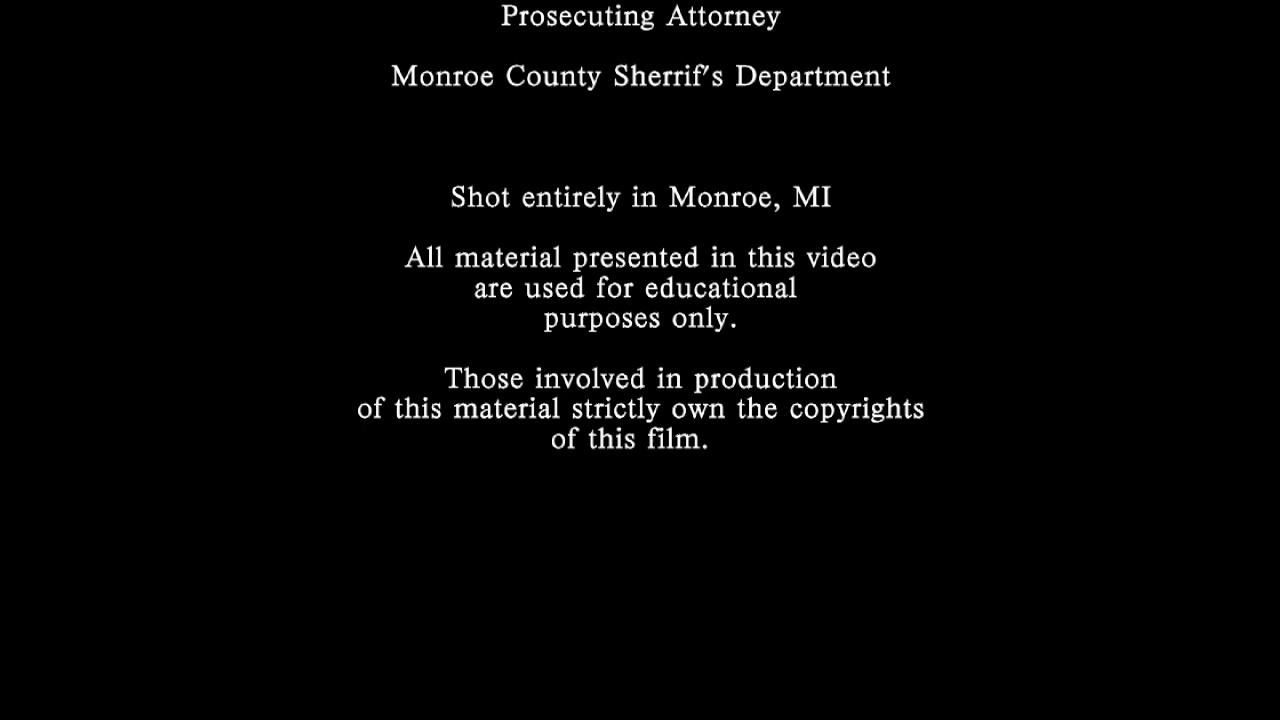 Prosecuting Attorney
Monroe County Sherrif's Department
Shot entirely in Monroe, MI
All material presented in this video
are used for educational
purposes only.
Those involved in production
of this material strictly own the copyrights
of this film.